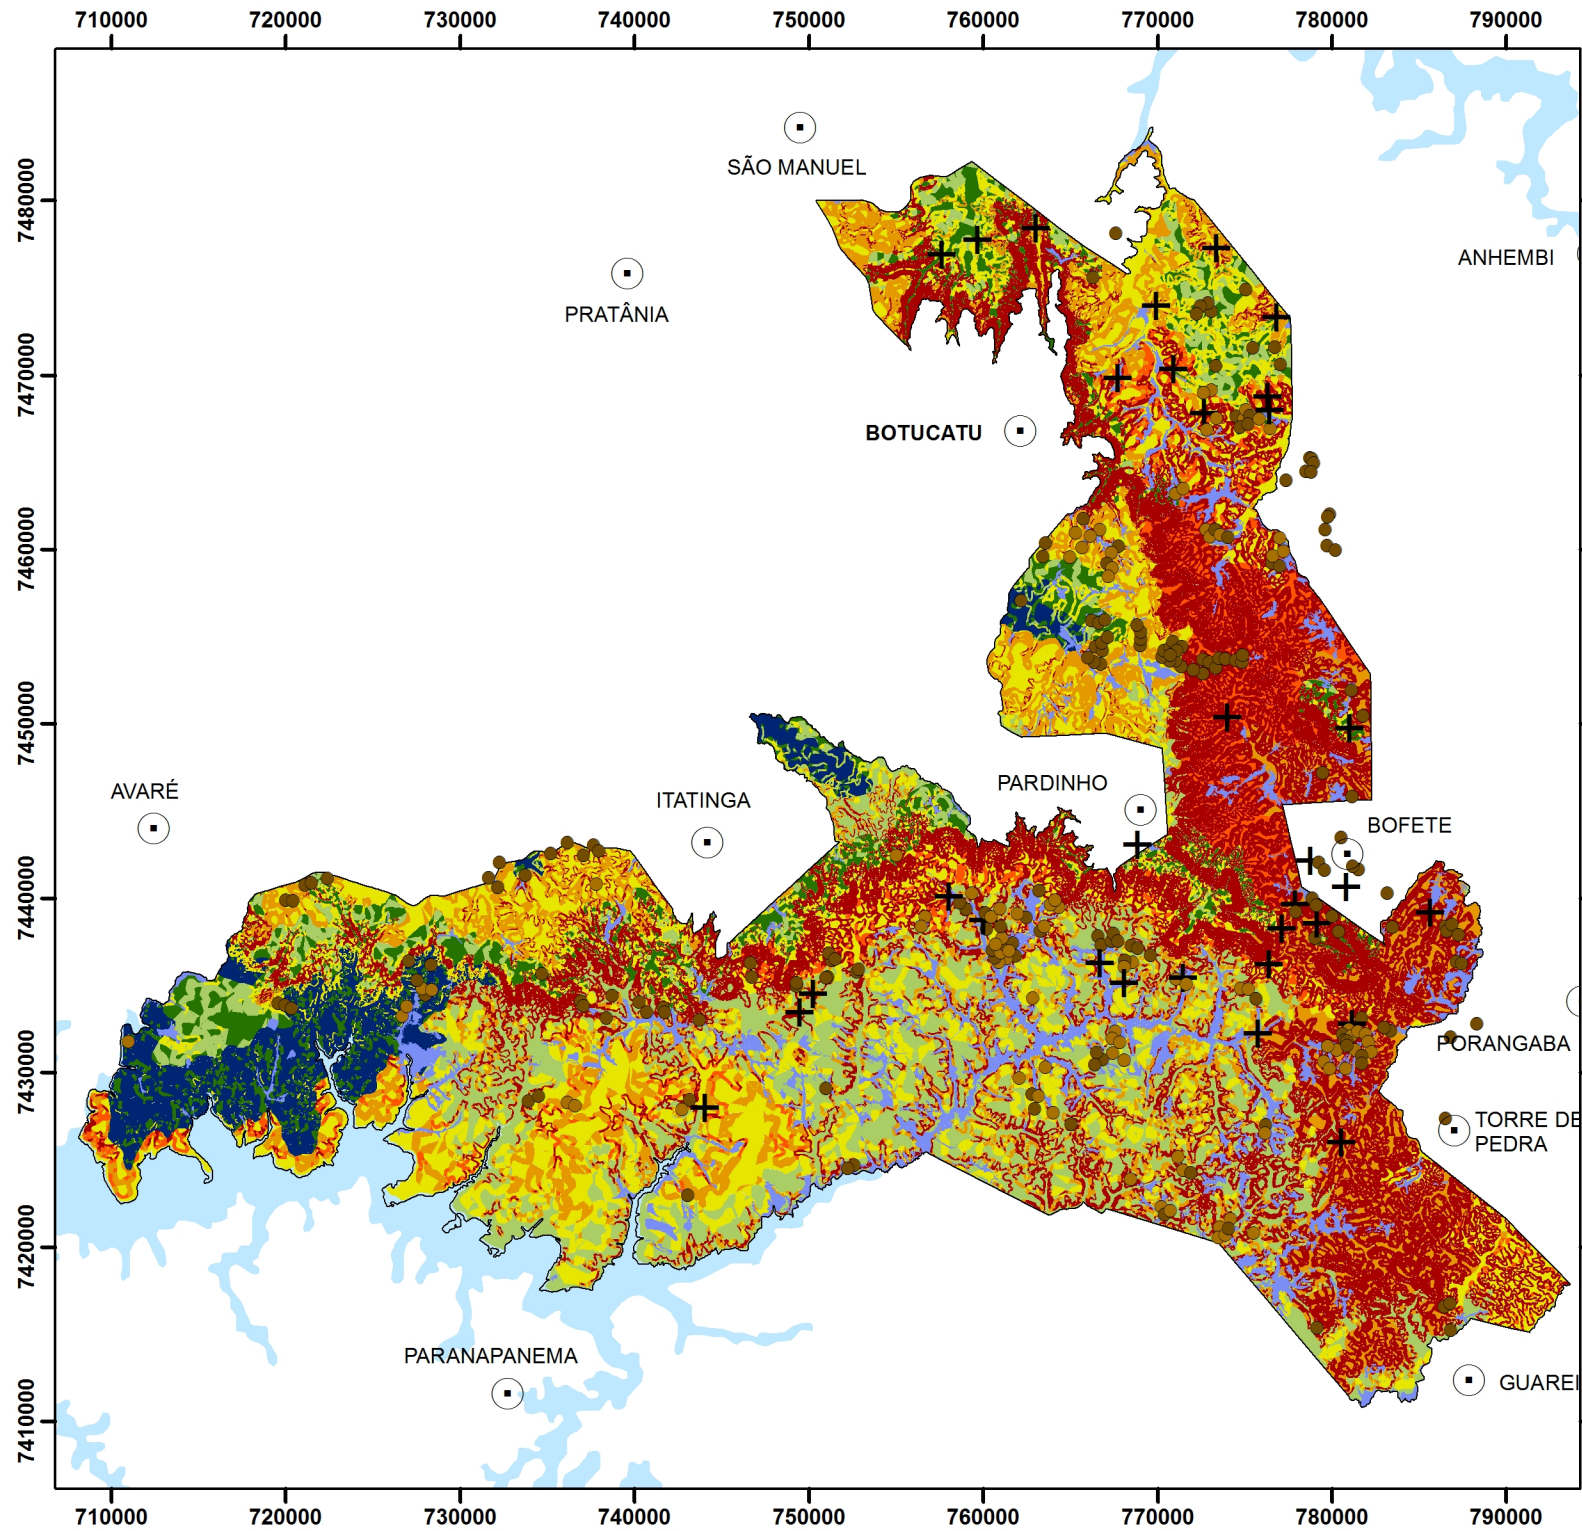 710000 720000 730000 740000 750000 760000 770000 780000 790000
SÃO MANUEL
7480000
ANHEMBI
PRATÂNIA
7470000
BOTUCATU
7460000
7450000
PARDINHO
AVARÉ
ITATINGA
BOFETE
7440000
PORANGABA
7430000
TORRE DE
PEDRA
7420000
PARANAPANEMA
GUAREI
7410000
710000 720000 730000 740000 750000 760000 770000 780000 790000